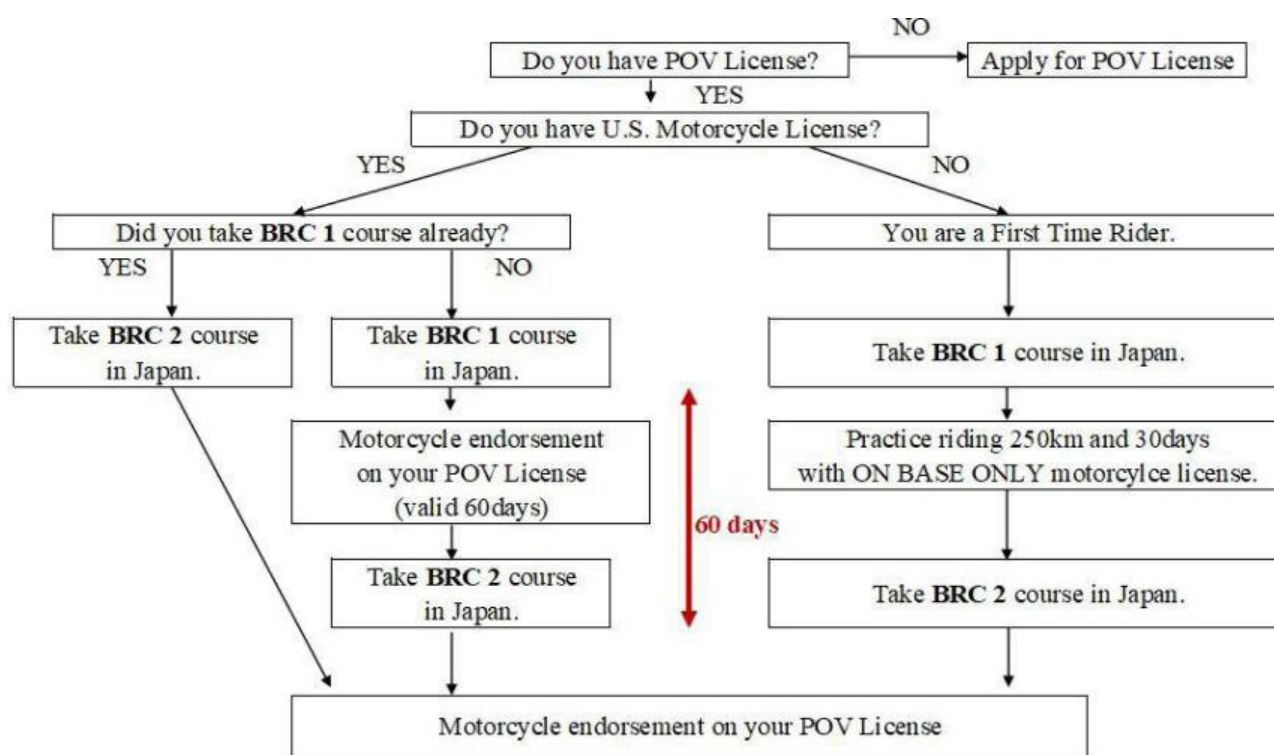 NO
Do you have POV License?
Apply for POV License
YES
Do you have U.S. Motorcycle License?
YES
NO
Did you take BRC 1 course already?
You are a First Time Rider.
YES
NO
Take BRC 2 course
in Japan.
Take BRC 1 course
in Japan.
Take BRC 1 course in Japan.
Motorcycle endorsement
on your POV License
(valid 60days)
Practice riding 250km and 30days
with ON BASE ONLY motorcylce license.
60 days
Take BRC 2 course
in Japan.
Take BRC 2 course in Japan.
Motorcycle endorsement on your POV License